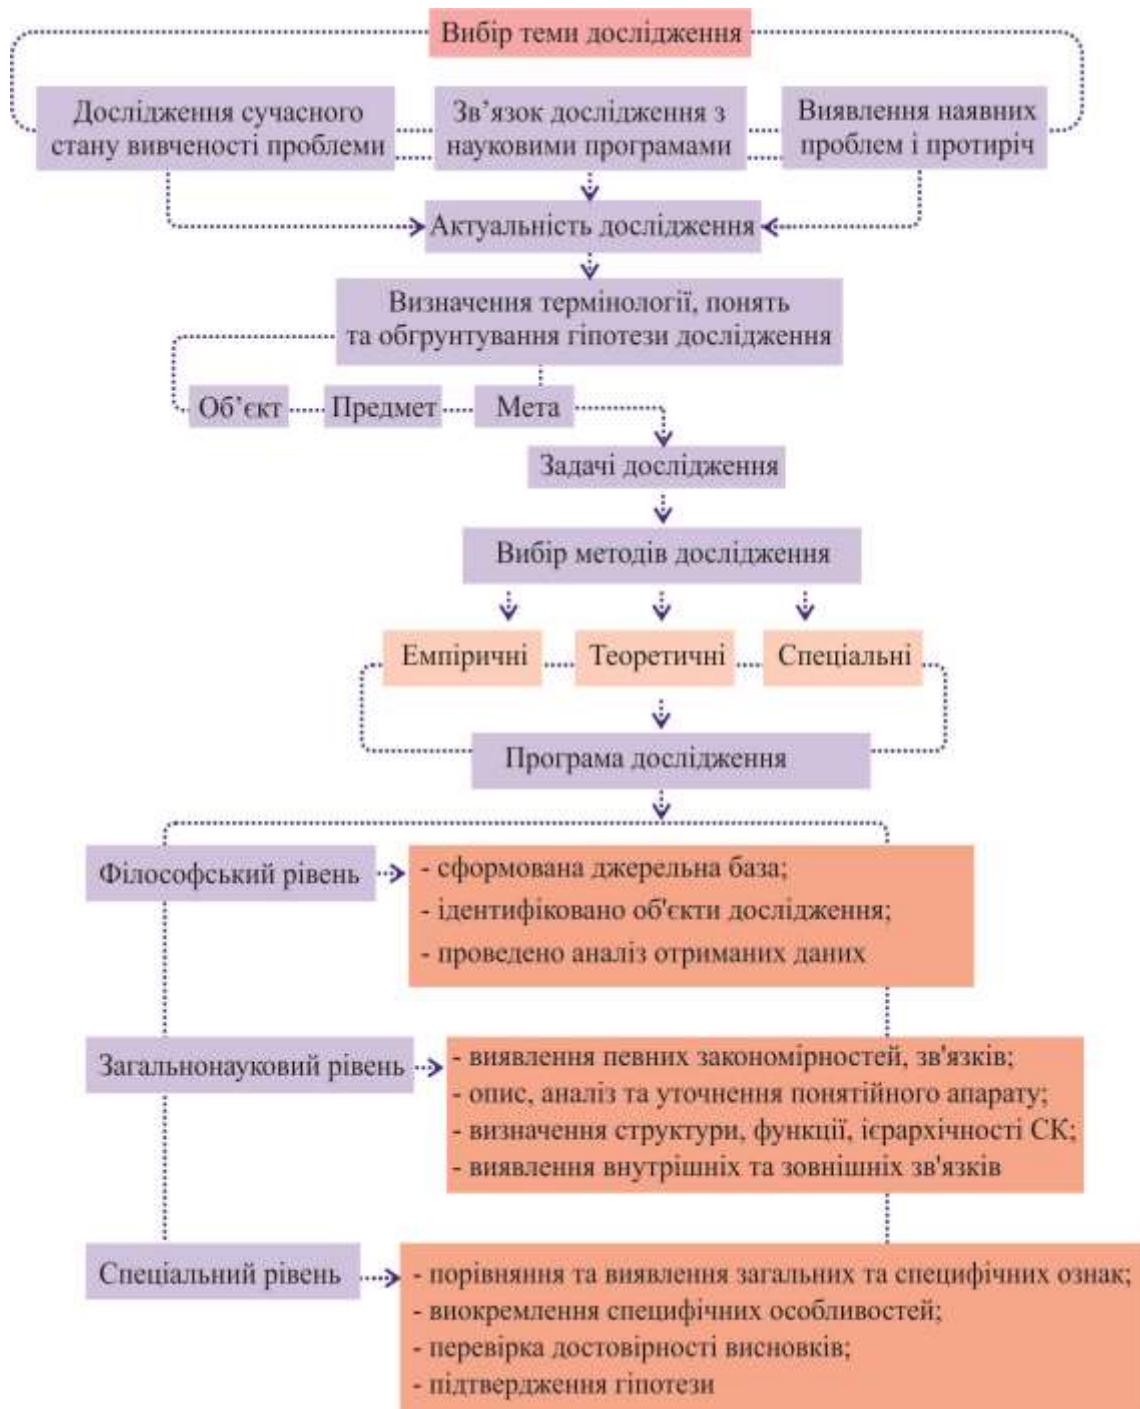 Вибір теми дослідження
Дослідження сучасного
стану вивченості проблеми
Зв’язок дослідження з
науковими програмами
Виявлення наявних
проблем і протиріч
Актуальність дослідження
Визначення термінології, понять
та обгрунтування гіпотези дослідження
Об’єкт
Предмет
Мета
Задачі дослідження
Вибір методів дослідження
Емпіричні
Теоретичні
Спеціальні
Програма дослідження
Філософський рівень
- сформована джерельна база;
- ідентифіковано об'єкти дослідження;
- проведено аналіз отриманих даних
Загальнонауковий рівень
- виявлення певних закономірностей, зв'язків;
- опис, аналіз та уточнення понятійного апарату;
- визначення структури, функції, ієрархічності СК;
- виявлення внутрішніх та зовнішніх зв'язків
Спеціальний рівень
- порівняння та виявлення загальних та специфічних ознак;
- виокремлення специфічних особливостей;
- перевірка достовірності висновків;
- підтвердження гіпотези